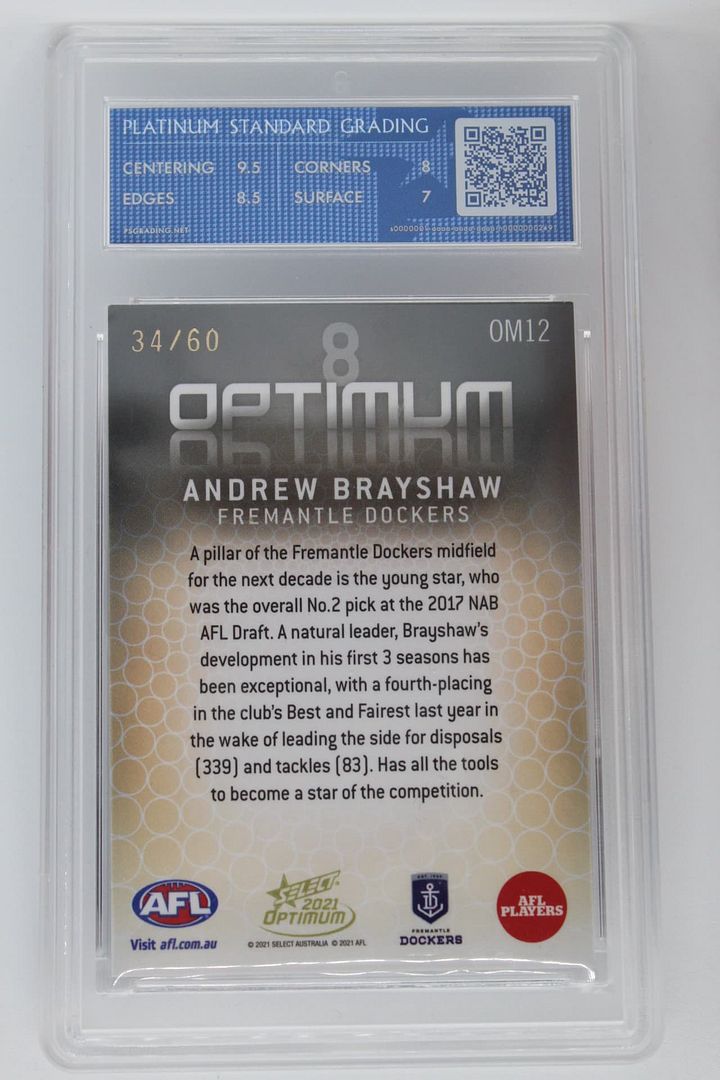 PLATINUM STANDARD GRADING
CENTERING 9.5 CORNERS 8
EDGES 8.5 SURFACE 7
PSGRADING.NET
34/60
OM12
8
OPTIMUM
ANDREW BRAYSHAW
FREMANTLE DOCKERS
A pillar of the Fremantle Dockers midfield
for the next decade is the young star, who
was the overall No.2 pick at the 2017 NAB
AFL Draft. A natural leader, Brayshaw's
development in his first 3 seasons has
been exceptional, with a fourth-placing
in the club's Best and Fairest last year in
the wake of leading the side for disposals
(339) and tackles (83). Has all the tools
to become a star of the competition.
AFL
Visit afl.com.au
SELECT
2021
OPTIMUM
© 2021 SELECT AUSTRALIA © 2021 AFL
FREMANTLE
DOCKERS
AFL
PLAYERS